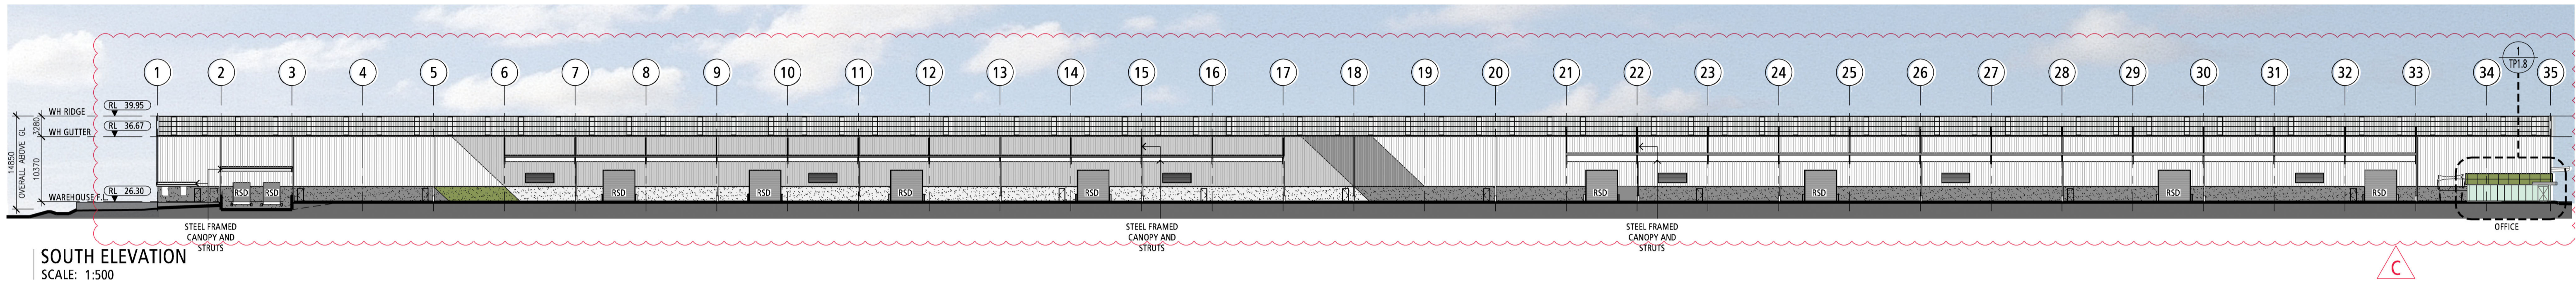 1
TP1.8
1 2 3 4 5 6 7 8 9 10 11 12 13 14 15 16 17 18 19 20 21 22 23 24 25 26 27 28 29 30 31 32 33 34 35
RL 39.95
WH RIDGE
RL 36.67
WH GUTTER
3280
14850
OVERALL ABOVE GL
10370
RL 26.30
WAREHOUSE F.L.
RSD RSD RSD RSD RSD RSD RSD RSD RSD RSD
STEEL FRAMED
CANOPY AND
STRUTS
STEEL FRAMED
CANOPY AND
STRUTS
STEEL FRAMED
CANOPY AND
STRUTS
OFFICE
SOUTH ELEVATION
SCALE: 1:500
C